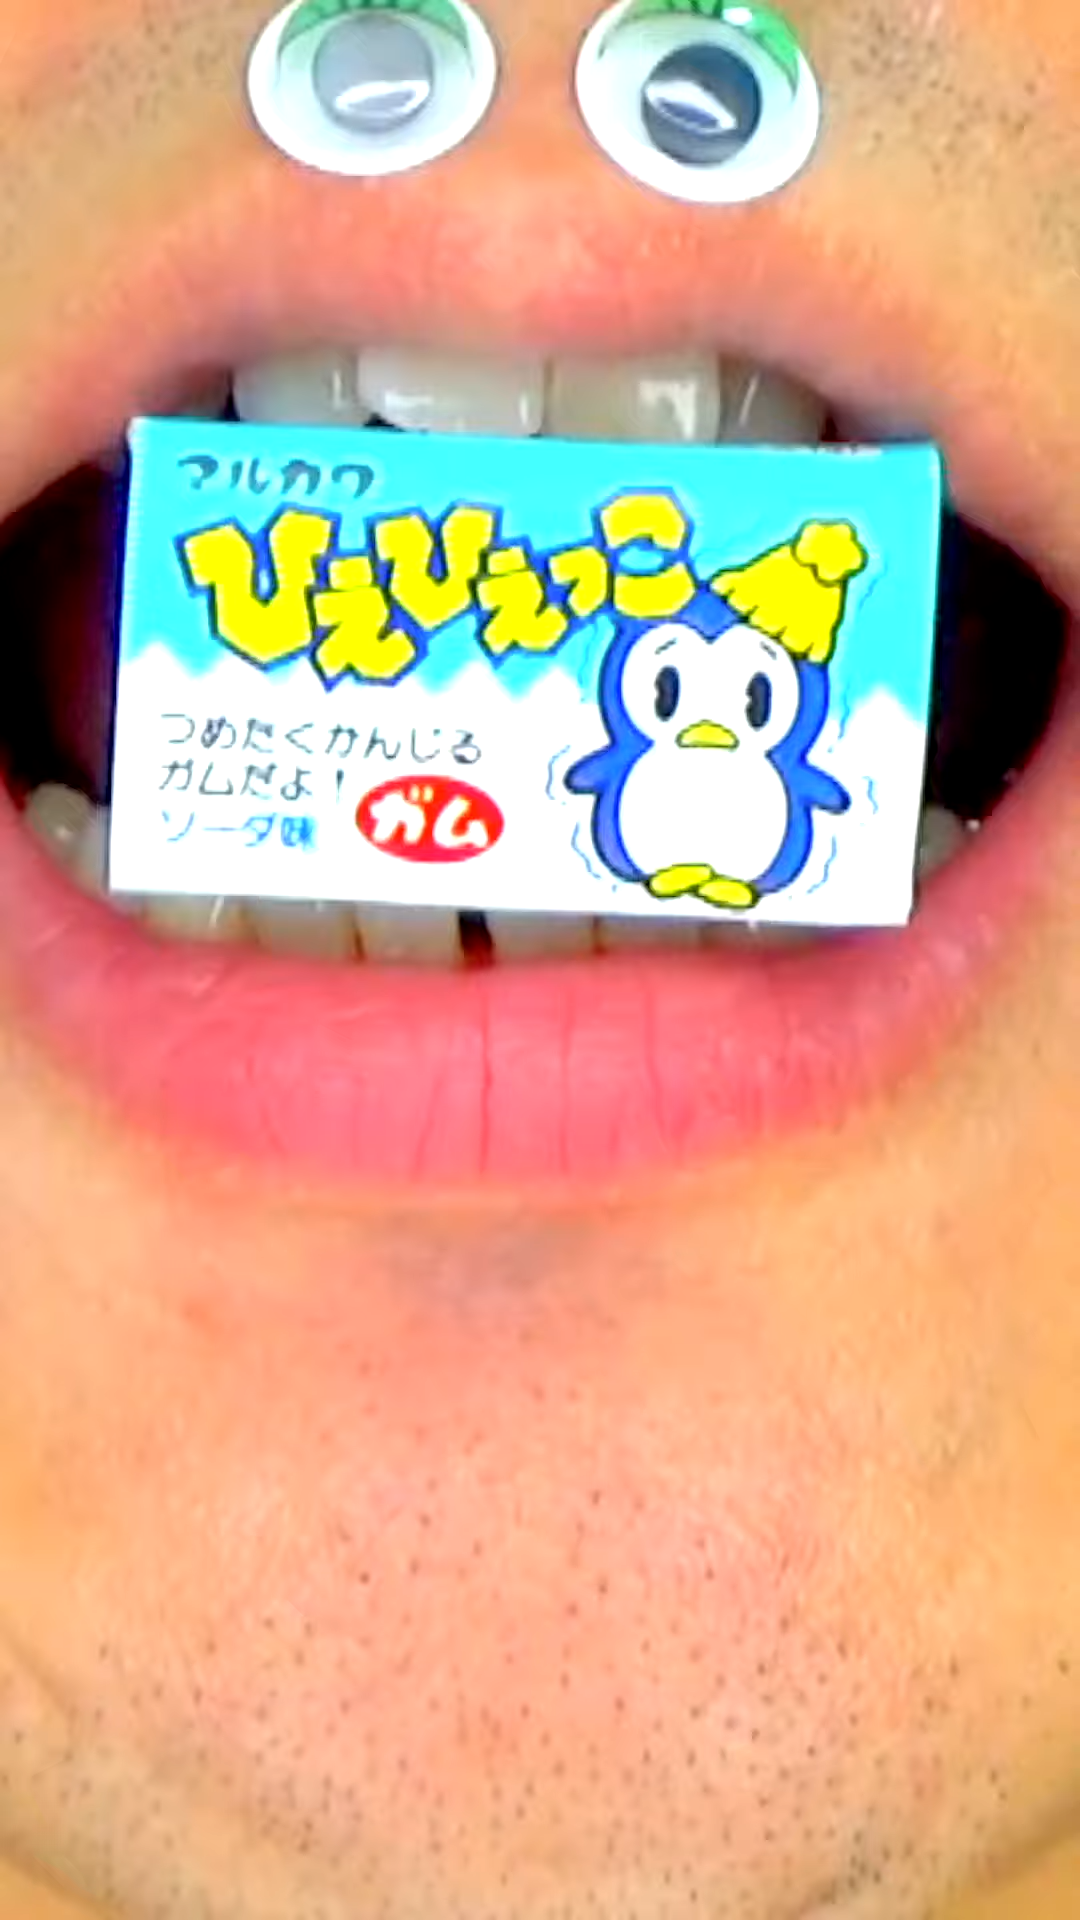 マルカワ
ひえひえっこ
つめたくかんじる
ガムだよ！
ソーダ味
ガム